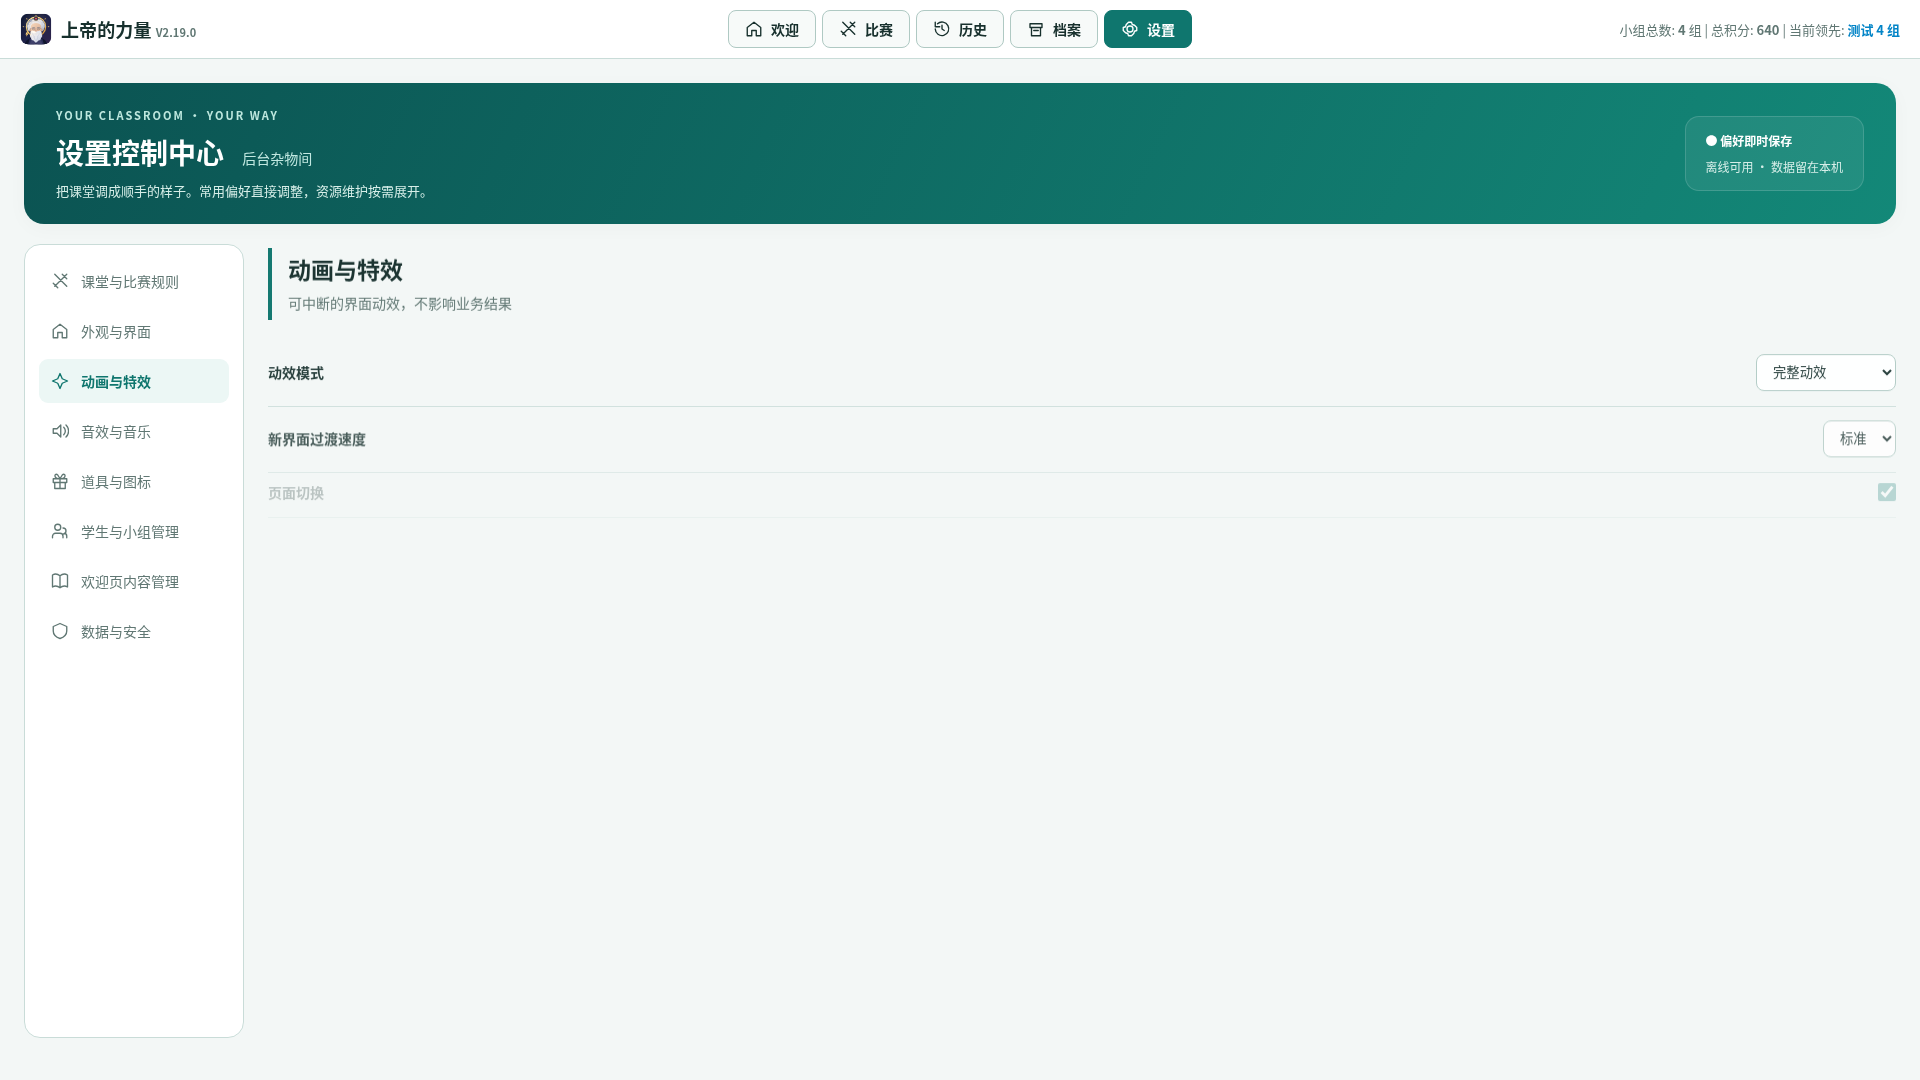 上帝的力量 V2.19.0
欢迎
比赛
历史
档案
设置
小组总数: 4 组 | 总积分: 640 | 当前领先: 测试 4 组
YOUR CLASSROOM • YOUR WAY
设置控制中心 后台杂物间
把课堂调成顺手的样子。常用偏好直接调整，资源维护按需展开。
偏好即时保存
离线可用 • 数据留在本机
课堂与比赛规则
外观与界面
动画与特效
音效与音乐
道具与图标
学生与小组管理
欢迎页内容管理
数据与安全
动画与特效
可中断的界面动效，不影响业务结果
动效模式
完整动效
新界面过渡速度
标准
页面切换